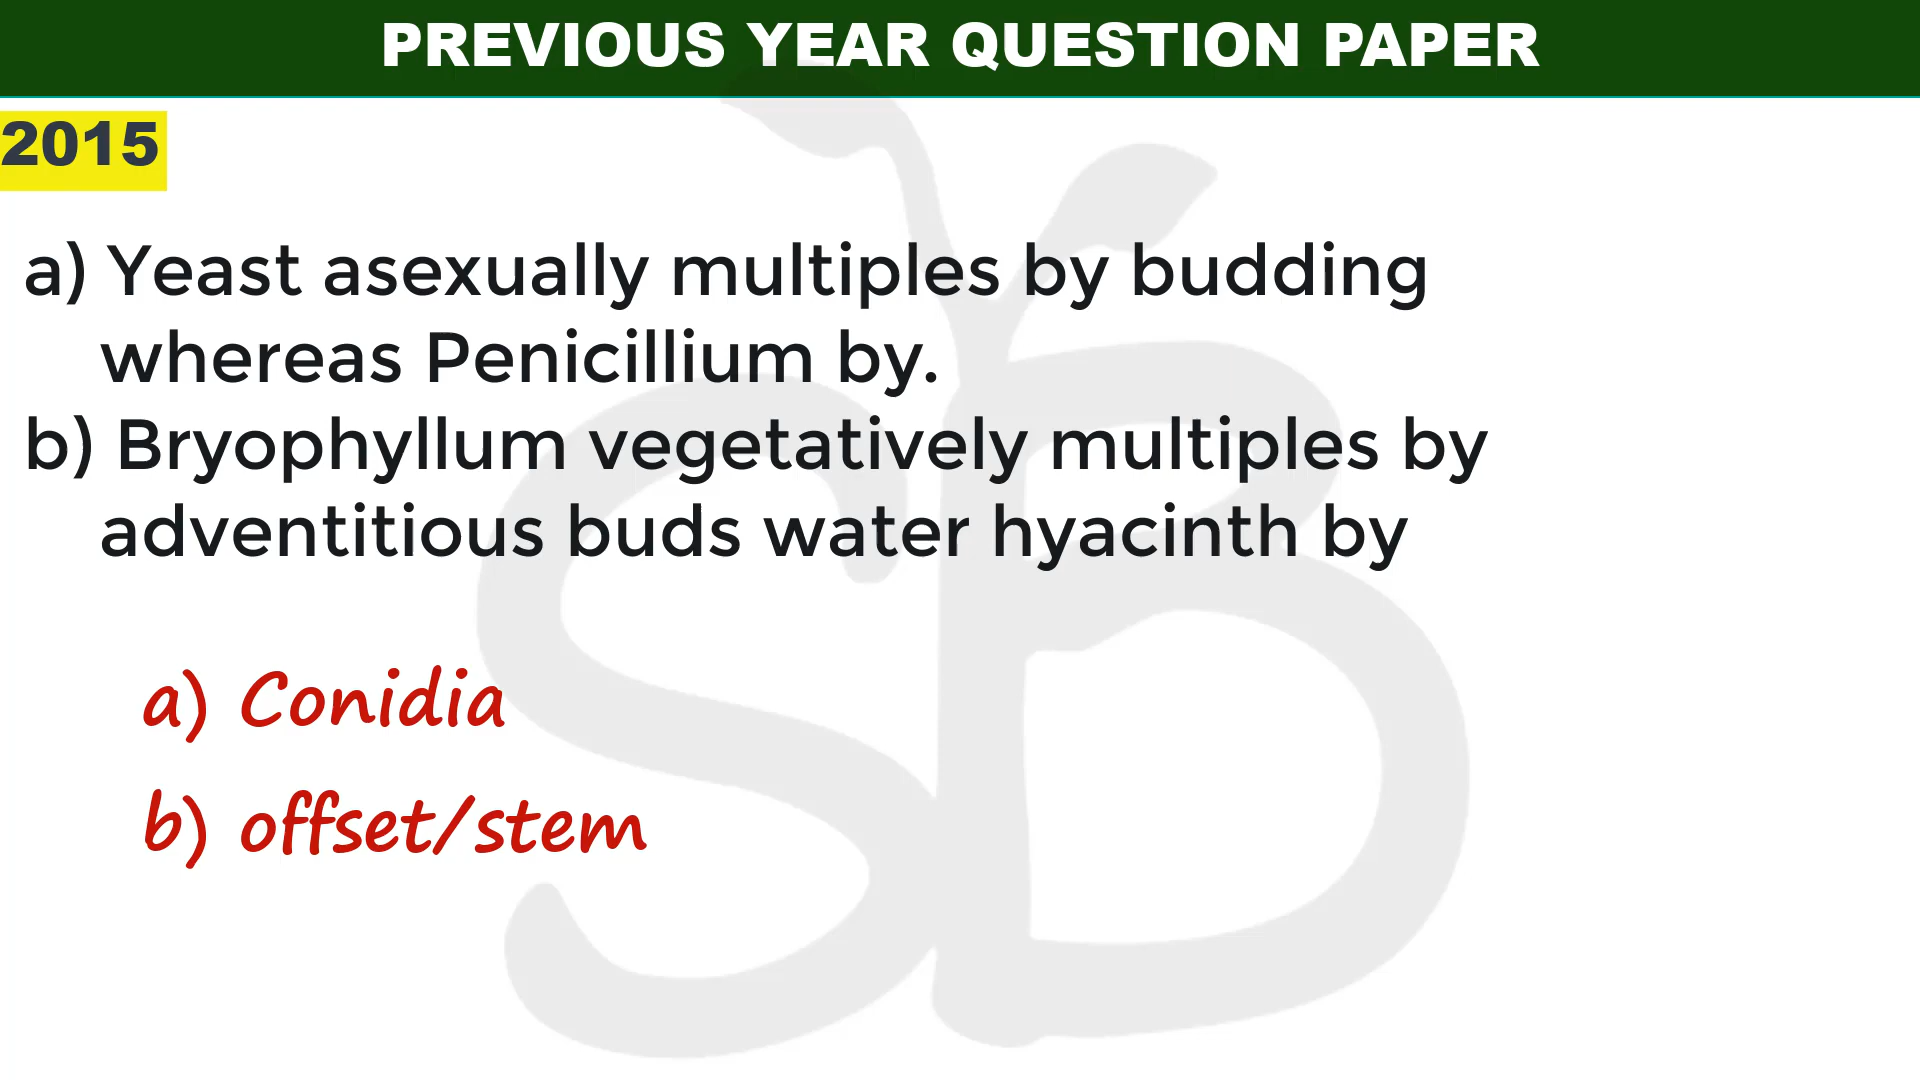 PREVIOUS YEAR QUESTION PAPER
2015
a) Yeast asexually multiples by budding
whereas Penicillium by.
b) Bryophyllum vegetatively multiples by
adventitious buds water hyacinth by
a) Conidia
b) offset/stem